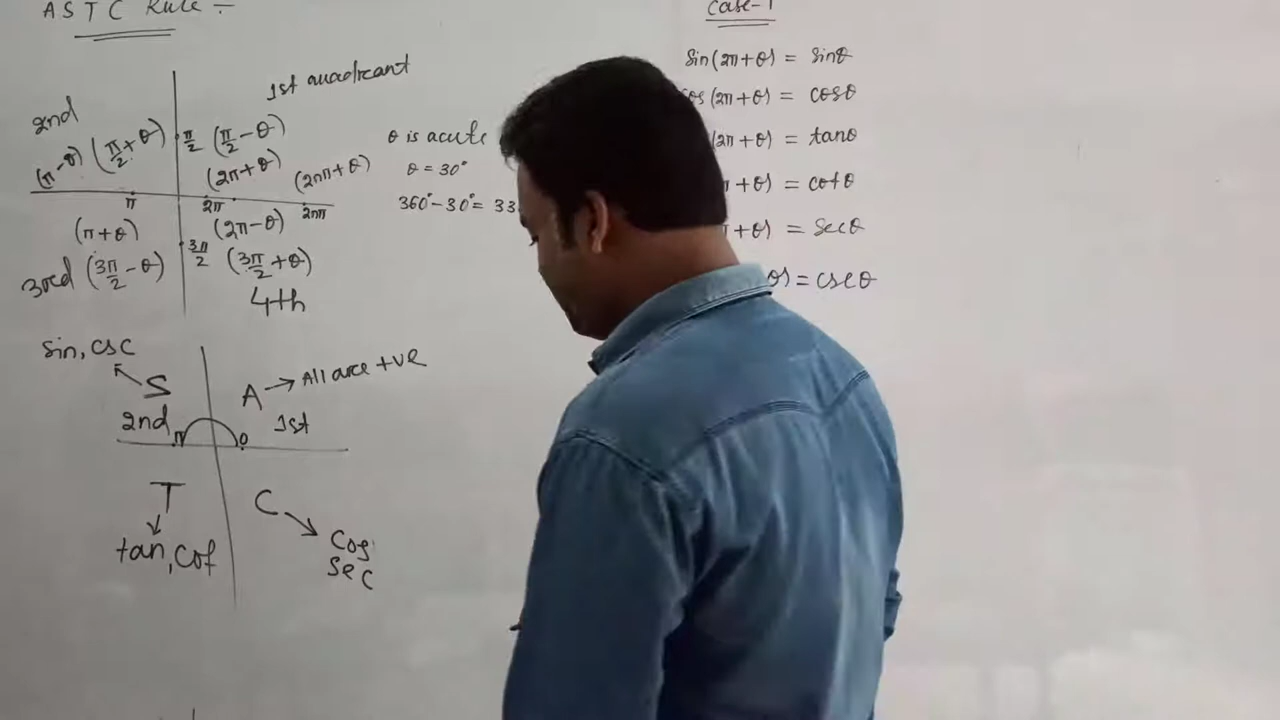 ASTC Rule :-
1st quadrant
2nd
(π-θ) (π/2+θ) π/2 (π/2-θ)
(2π+θ) (2nπ+θ)
π 2π 2nπ
(π+θ) (2π-θ)
3rd (3π/2-θ) 3π/2 (3π/2+θ)
4th
θ is acute
θ = 30°
360°-30°= 33
sin, csc
S A → All are +ve
2nd 1st
π 0
T C
tan, cot
cos
sec
Case-1
sin(2π+θ) = sinθ
cos(2π+θ) = cosθ
(2π+θ) = tanθ
+θ) = cotθ
+θ) = secθ
θ) = cscθ